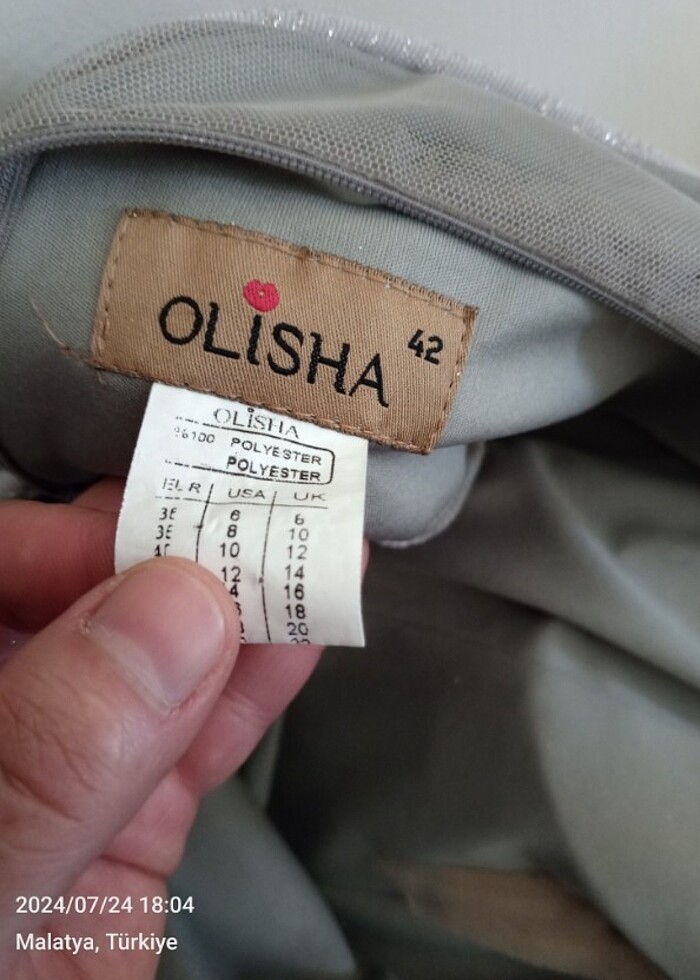 OLiSHA 42
OLiSHA
%100 POLYESTER
POLYESTER
USA UK
6 6
8 10
10 12
12 14
16
18
20
2024/07/24 18:04
Malatya, Türkiye